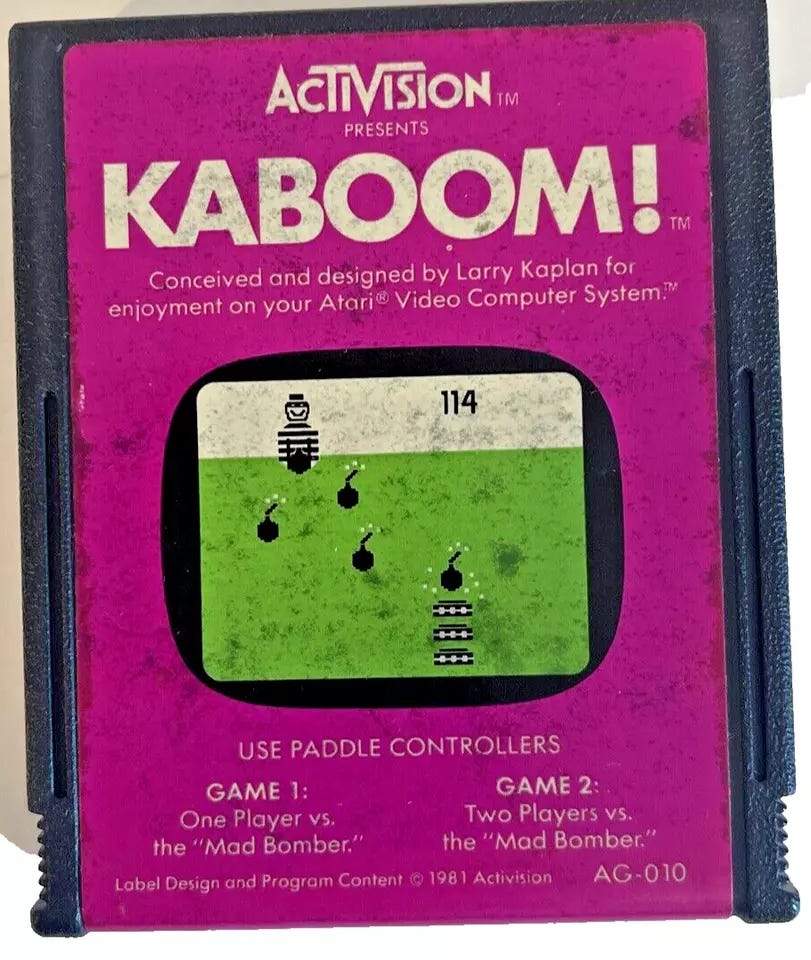 ACTIVISION™
PRESENTS
KABOOM!™
Conceived and designed by Larry Kaplan for
enjoyment on your Atari® Video Computer System.™
114
USE PADDLE CONTROLLERS
GAME 1:
One Player vs.
the "Mad Bomber."
GAME 2:
Two Players vs.
the "Mad Bomber."
Label Design and Program Content © 1981 Activision
AG-010